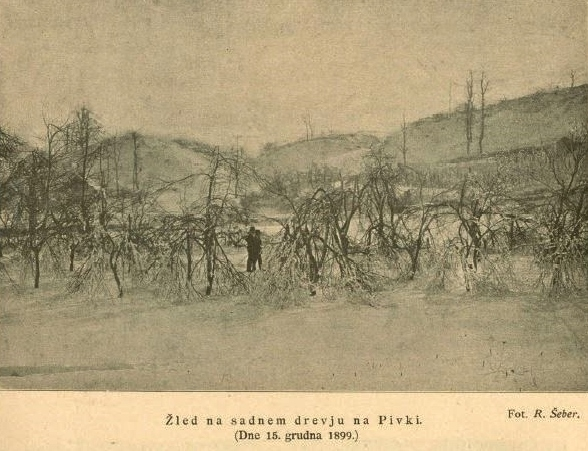 Žled na sadnem drevju na Pivki.
(Dne 15. grudna 1899.)
Fot. R. Šeber.